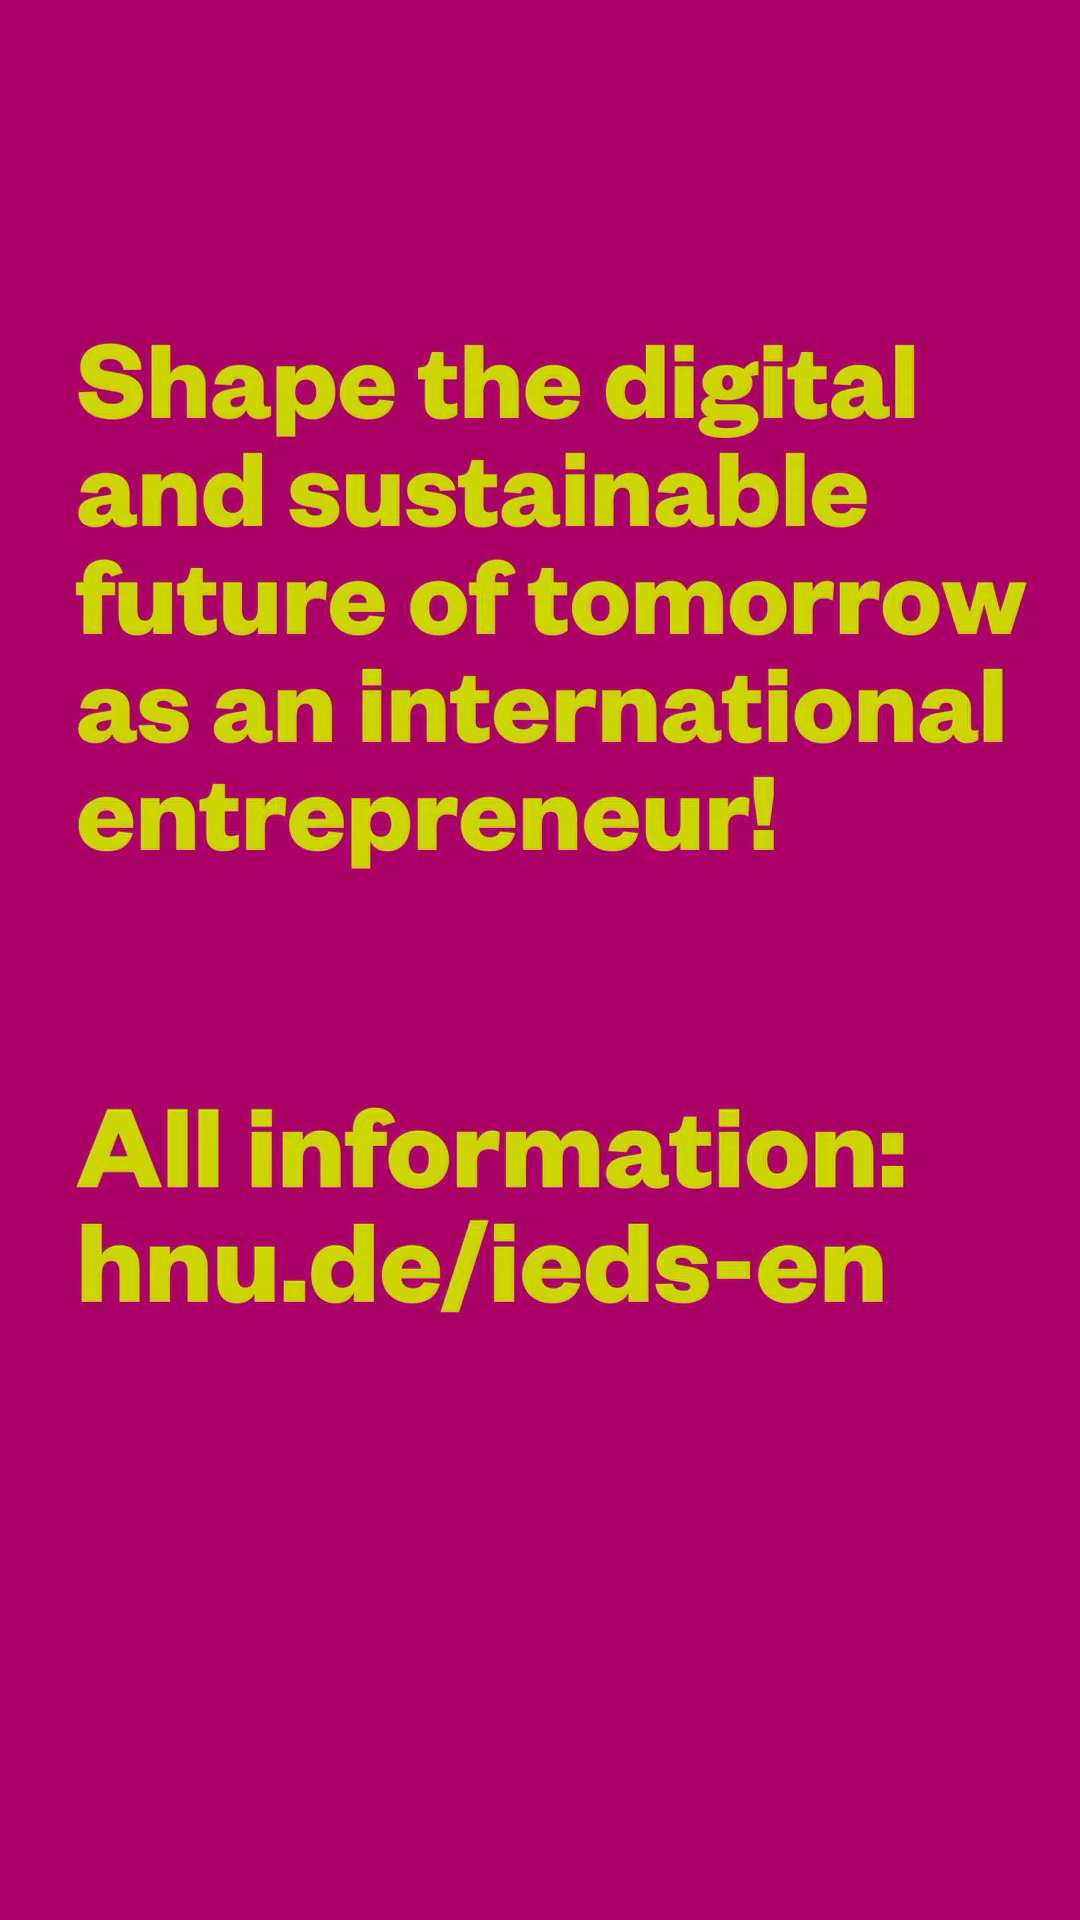 Shape the digital
and sustainable
future of tomorrow
as an international
entrepreneur!
All information:
hnu.de/ieds-en